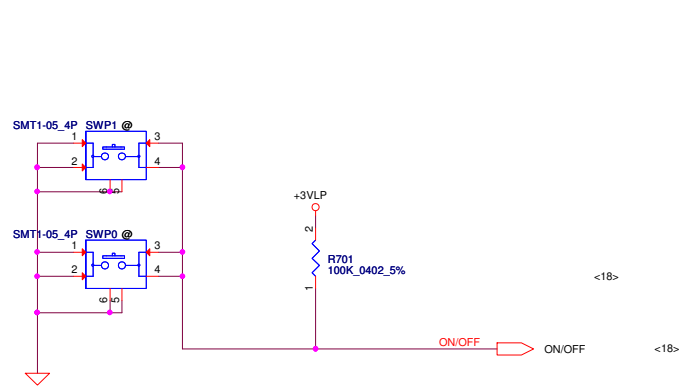 SMT1-05_4P SWP1 @
1 3
2 4
6 5
+3VLP
2
SMT1-05_4P SWP0 @
1 3
R701
2 4
100K_0402_5%
<18>
1
6 5
ON/OFF
ON/OFF <18>